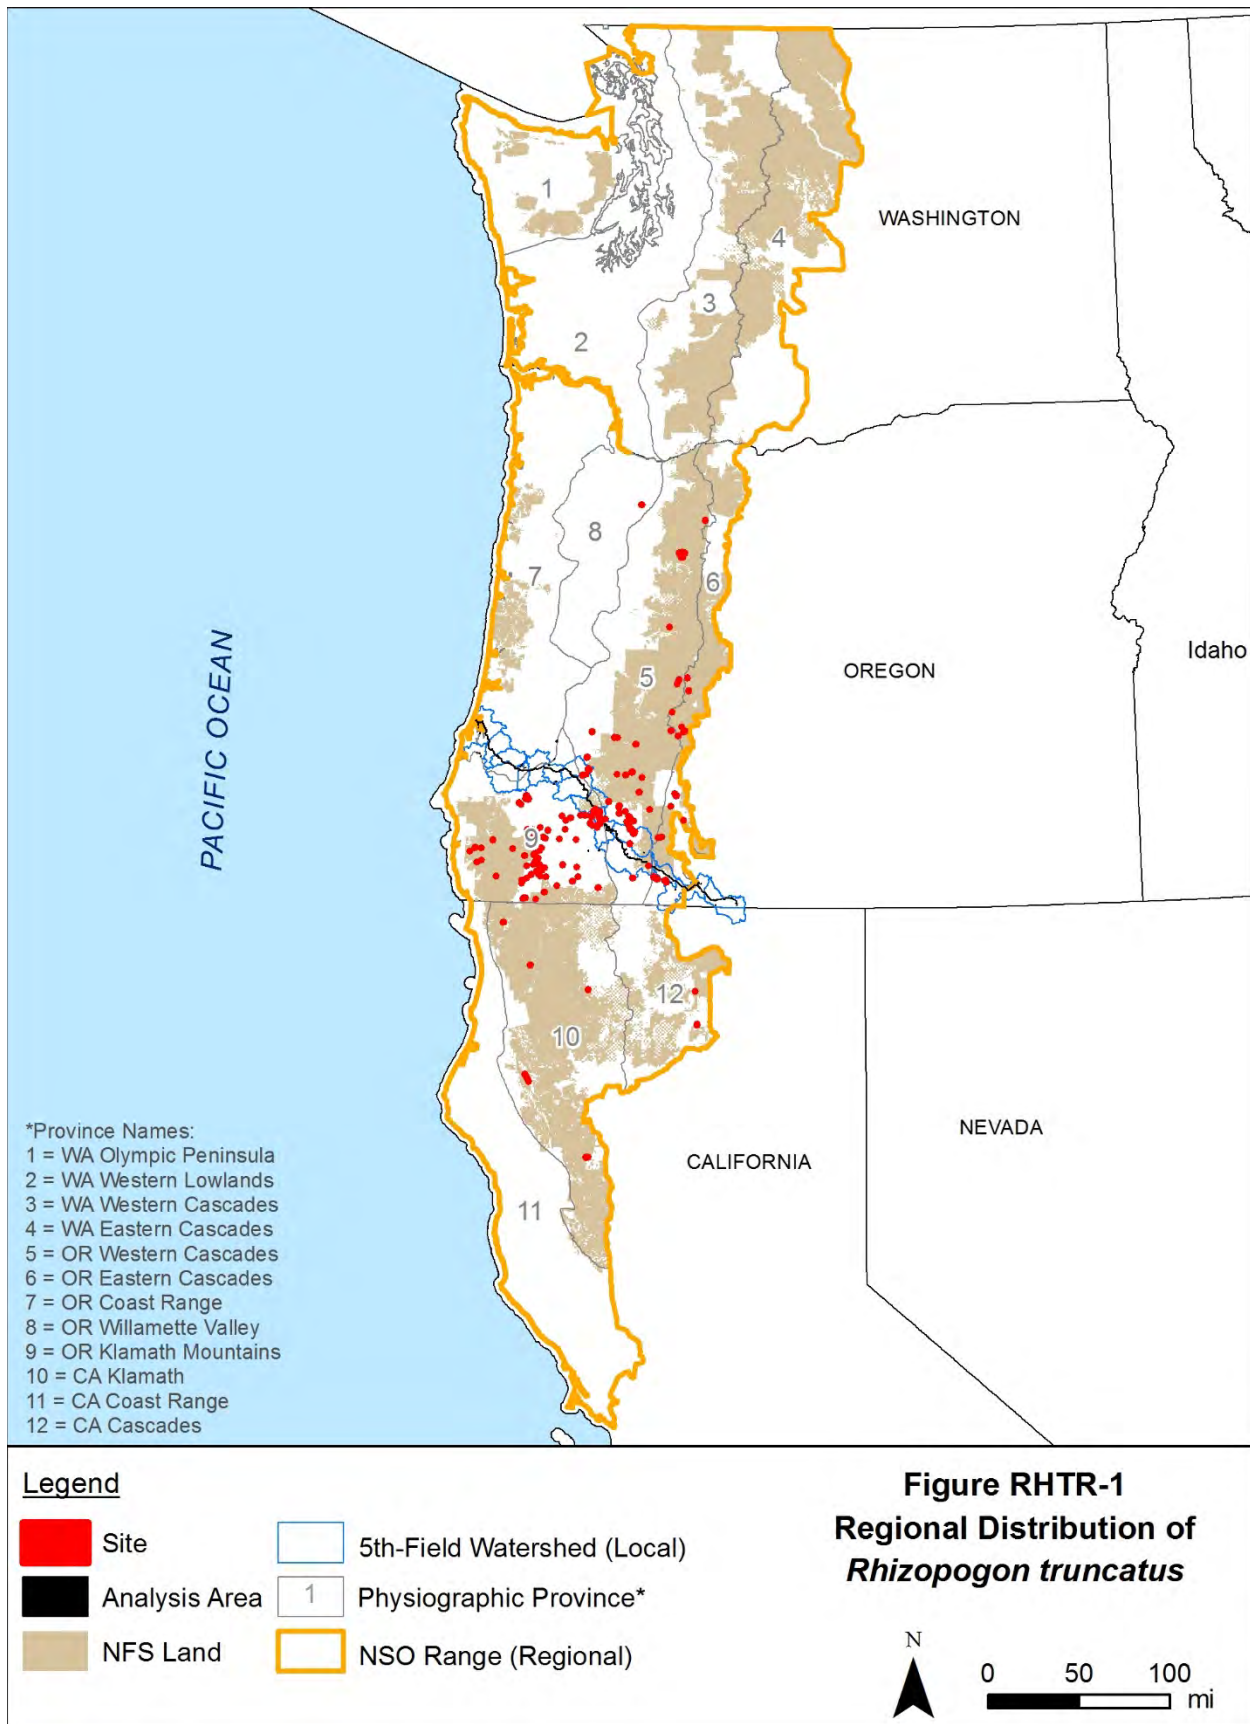 1
WASHINGTON
4
3
2
8
7
6
5
Idaho
OREGON
PACIFIC OCEAN
9
12
10
NEVADA
CALIFORNIA
11
*Province Names:
1 = WA Olympic Peninsula
2 = WA Western Lowlands
3 = WA Western Cascades
4 = WA Eastern Cascades
5 = OR Western Cascades
6 = OR Eastern Cascades
7 = OR Coast Range
8 = OR Willamette Valley
9 = OR Klamath Mountains
10 = CA Klamath
11 = CA Coast Range
12 = CA Cascades
Legend
Site
Analysis Area
NFS Land
5th-Field Watershed (Local)
1 Physiographic Province*
NSO Range (Regional)
Figure RHTR-1
Regional Distribution of
Rhizopogon truncatus
N
0 50 100
mi